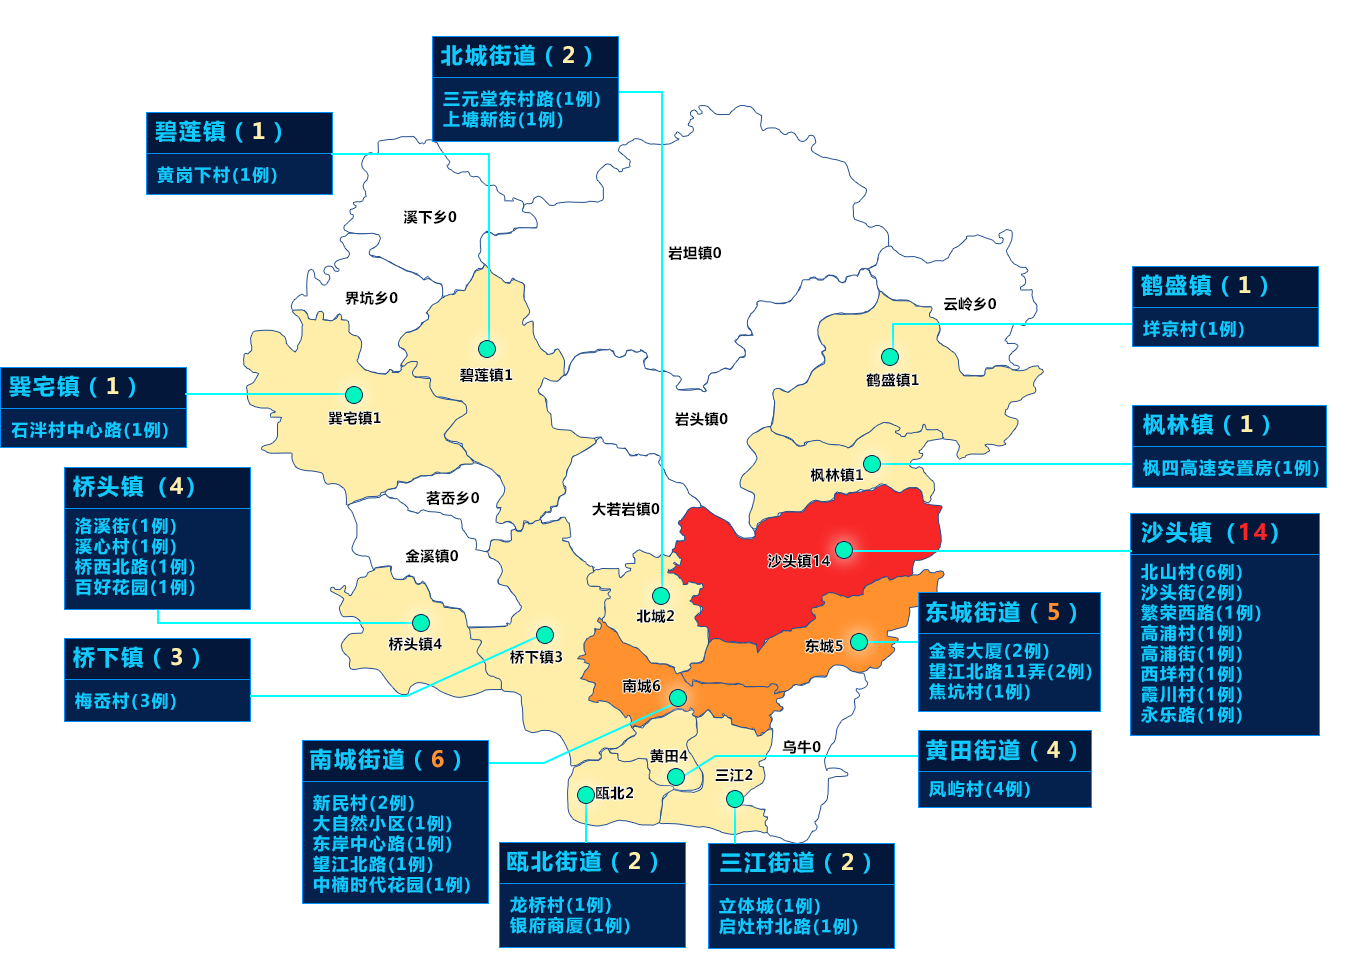 北城街道（2）
三元堂东村路(1例)
上塘新街(1例)
碧莲镇（1）
黄岗下村(1例)
溪下乡0
岩坦镇0
界坑乡0
云岭乡0
鹤盛镇（1）
垟京村(1例)
碧莲镇1
鹤盛镇1
巽宅镇（1）
石泮村中心路(1例)
巽宅镇1
岩头镇0
枫林镇（1）
枫四高速安置房(1例)
枫林镇1
桥头镇（4）
洛溪街(1例)
溪心村(1例)
桥西北路(1例)
百好花园(1例)
茗岙乡0
大若岩镇0
金溪镇0
沙头镇14
沙头镇（14）
北山村(6例)
沙头街(2例)
繁荣西路(1例)
高浦村(1例)
高浦街(1例)
西垟村(1例)
霞川村(1例)
永乐路(1例)
北城2
桥头镇4
桥下镇3
东城5
东城街道（5）
金泰大厦(2例)
望江北路11弄(2例)
焦坑村(1例)
桥下镇（3）
梅岙村(3例)
南城6
南城街道（6）
新民村(2例)
大自然小区(1例)
东岸中心路(1例)
望江北路(1例)
中楠时代花园(1例)
黄田4
三江2
乌牛0
瓯北2
黄田街道（4）
凤屿村(4例)
瓯北街道（2）
龙桥村(1例)
银府商厦(1例)
三江街道（2）
立体城(1例)
启灶村北路(1例)